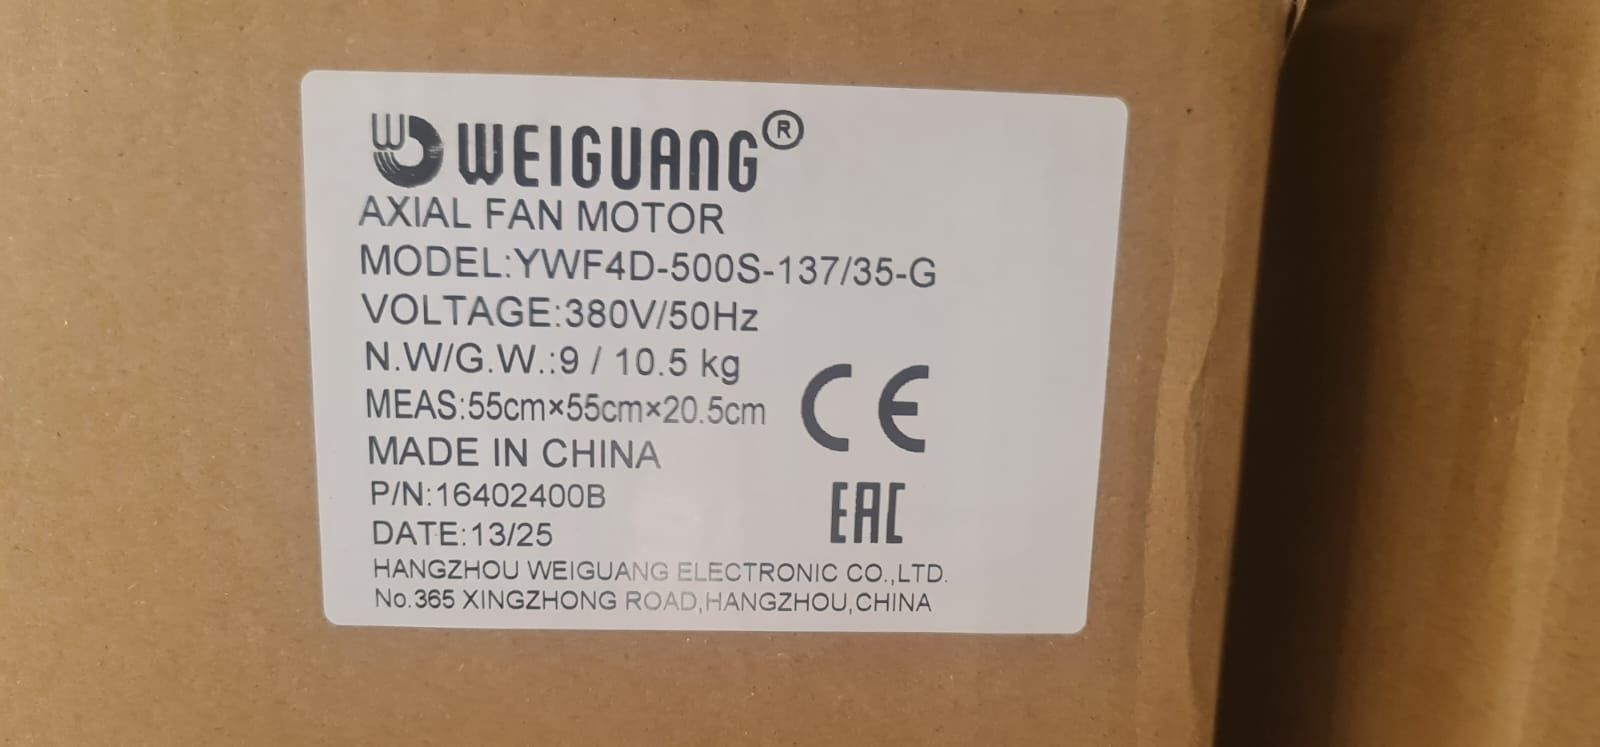 WEIGUANG®
AXIAL FAN MOTOR
MODEL:YWF4D-500S-137/35-G
VOLTAGE:380V/50Hz
N.W/G.W.:9 / 10.5 kg
MEAS:55cm×55cm×20.5cm
CE
MADE IN CHINA
P/N:16402400B
EAC
DATE:13/25
HANGZHOU WEIGUANG ELECTRONIC CO.,LTD.
No.365 XINGZHONG ROAD,HANGZHOU,CHINA